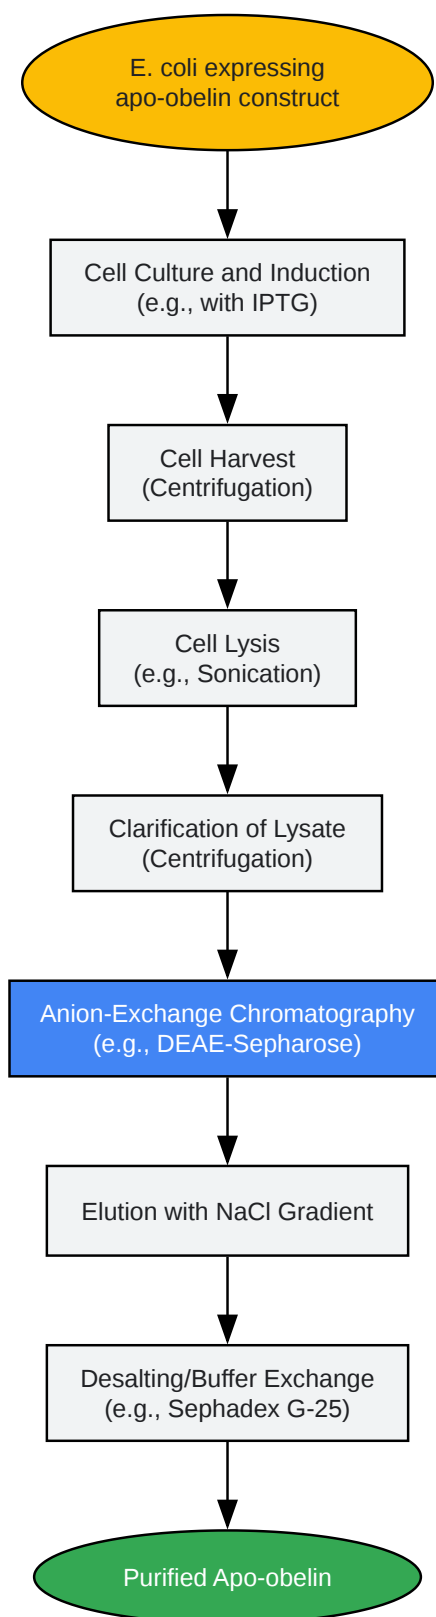 E. coli expressing
apo-obelin construct
Cell Culture and Induction
(e.g., with IPTG)
Cell Harvest
(Centrifugation)
Cell Lysis
(e.g., Sonication)
Clarification of Lysate
(Centrifugation)
Anion-Exchange Chromatography
(e.g., DEAE-Sepharose)
Elution with NaCl Gradient
Desalting/Buffer Exchange
(e.g., Sephadex G-25)
Purified Apo-obelin